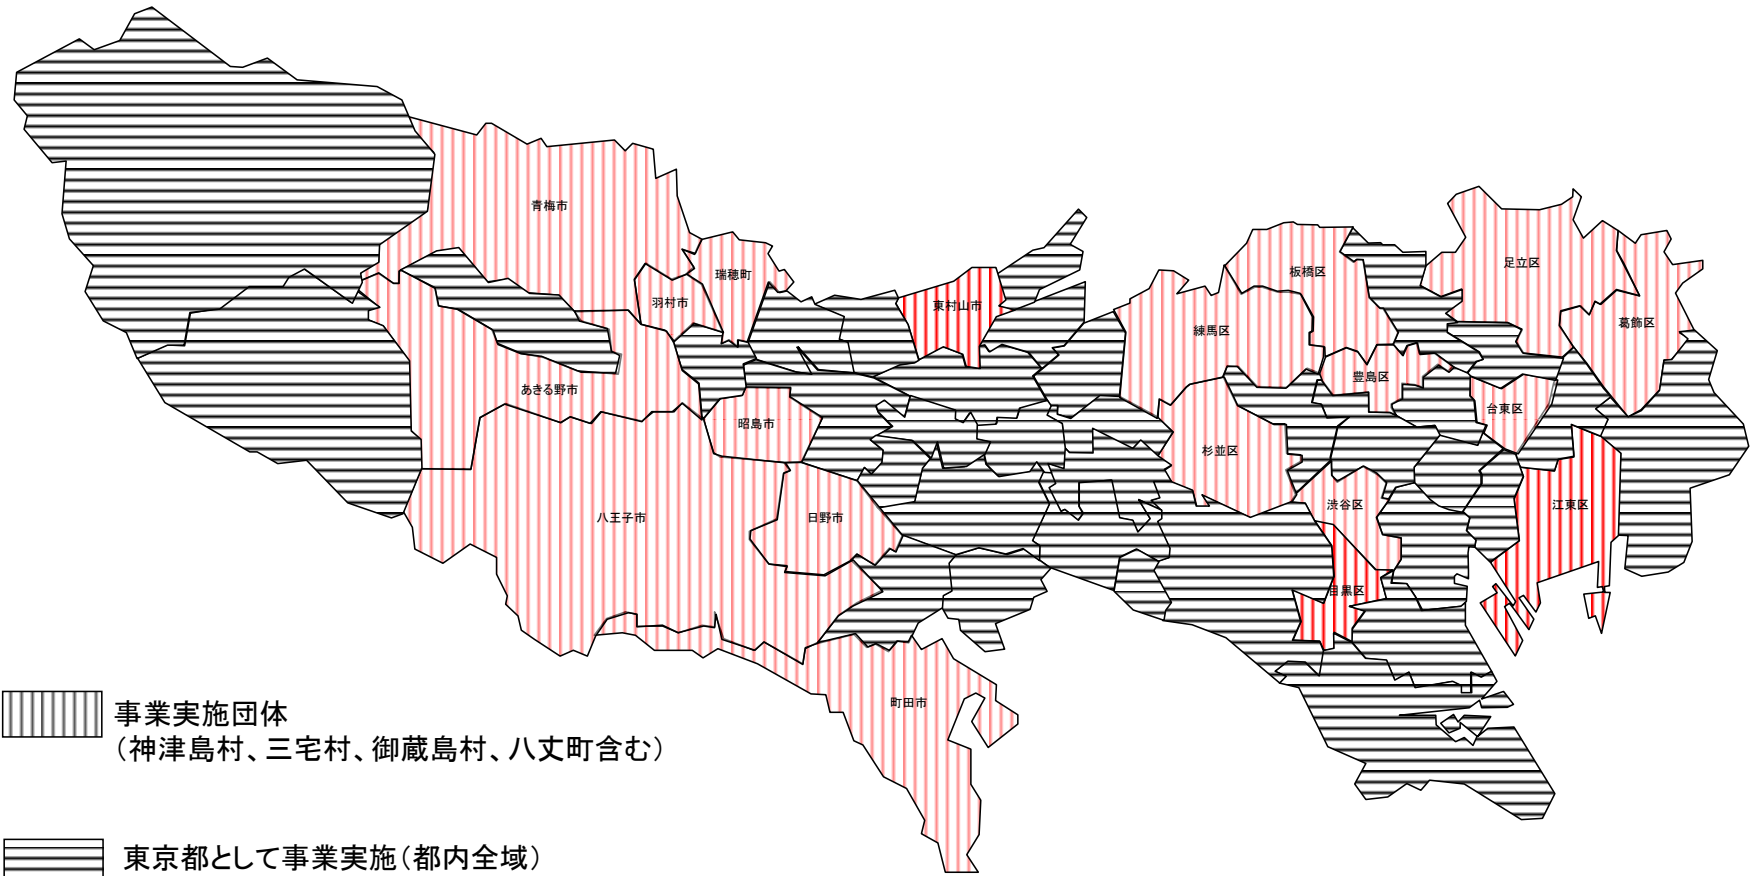 青梅市
瑞穂町
羽村市
東村山市
あきる野市
昭島市
八王子市
日野市
町田市
板橋区
足立区
練馬区
葛飾区
豊島区
台東区
杉並区
渋谷区
江東区
目黒区
事業実施団体
（神津島村、三宅村、御蔵島村、八丈町含む）
東京都として事業実施（都内全域）